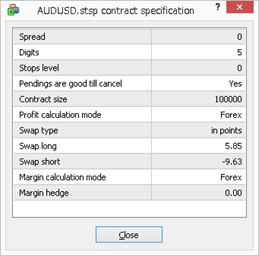 AUDUSD.stsp contract specification
Spread 0
Digits 5
Stops level 0
Pendings are good till cancel Yes
Contract size 100000
Profit calculation mode Forex
Swap type in points
Swap long 5.85
Swap short -9.63
Margin calculation mode Forex
Margin hedge 0.00
Close